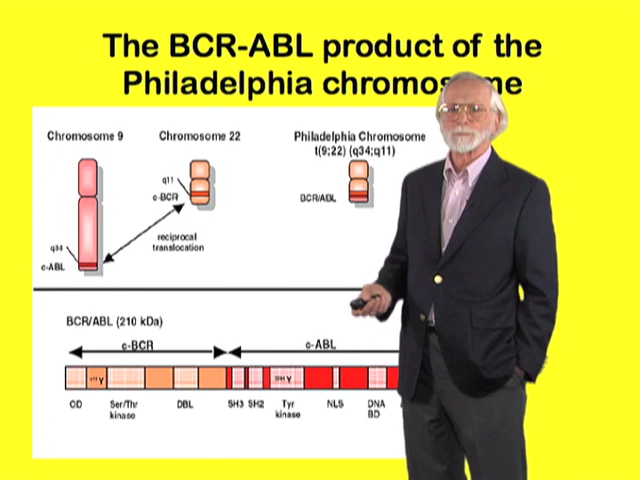 The BCR-ABL product of the
Philadelphia chromosome
Chromosome 9
Chromosome 22
Philadelphia Chromosome
t(9;22) (q34;q11)
q11
c-BCR
BCR/ABL
reciprocal
translocation
q34
c-ABL
BCR/ABL (210 kDa)
c-BCR
c-ABL
Y
Y
OD
Ser/Thr
kinase
DBL
SH3
SH2
Tyr
kinase
NLS
DNA
BD